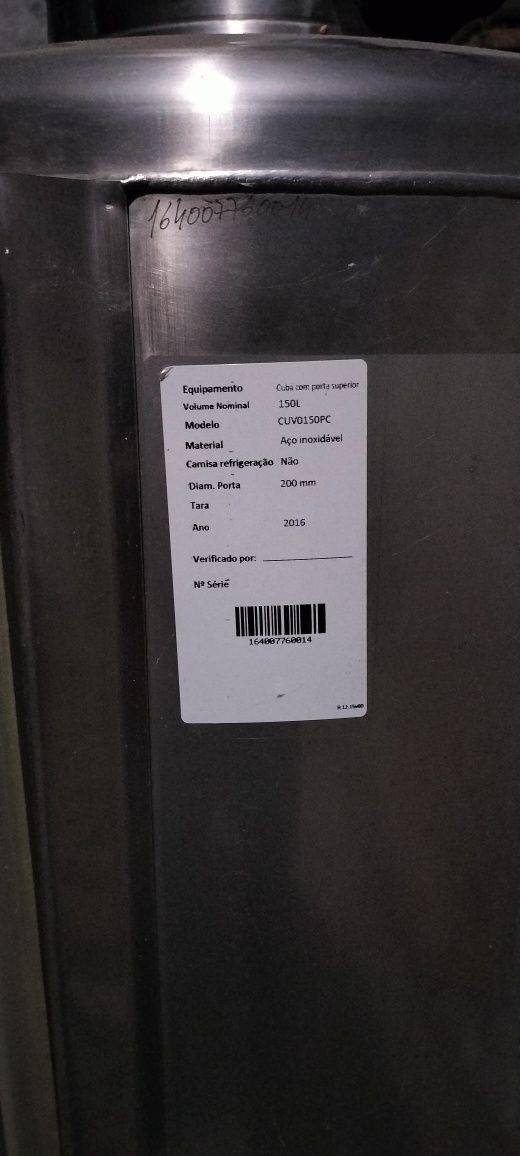 164007760014
Equipamento Cuba com porta superior
Volume Nominal 150L
Modelo CUV0150PC
Material Aço inoxidável
Camisa refrigeração Não
Diam. Porta 200 mm
Tara
Ano 2016
Verificado por:
Nº Série
164007760014